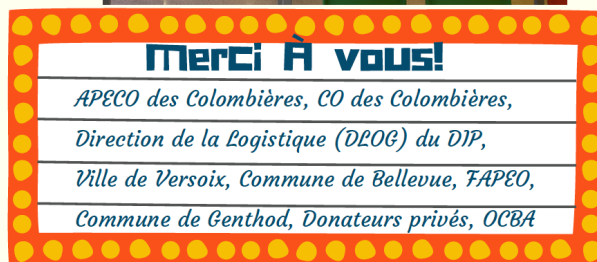 Merci À vous!
APECO des Colombières, CO des Colombières,
Direction de la Logistique (DLOG) du DIP,
Ville de Versoix, Commune de Bellevue, FAPEO,
Commune de Genthod, Donateurs privés, OCBA